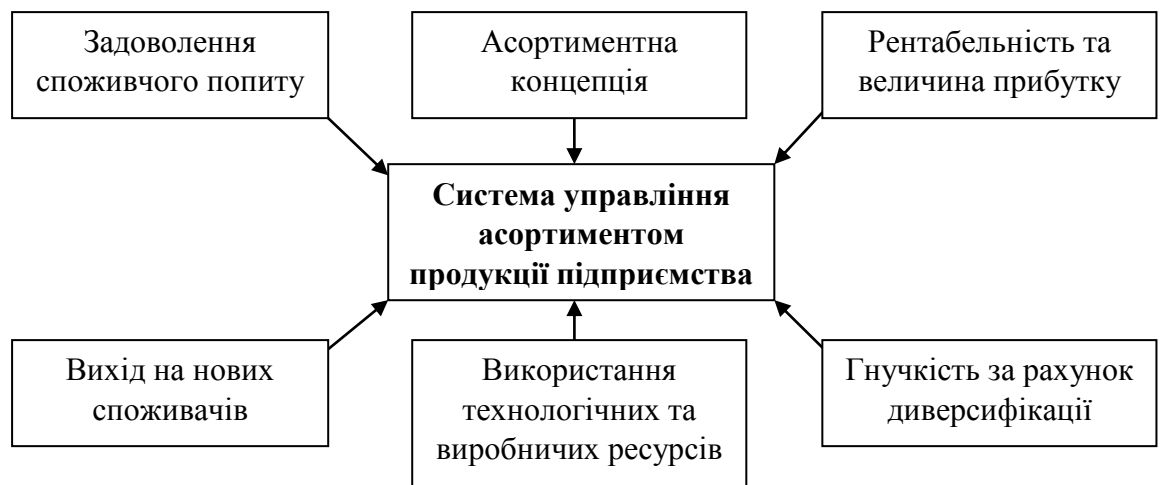 Задоволення
споживчого попиту
Асортиментна
концепція
Рентабельність та
величина прибутку
Система управління
асортиментом
продукції підприємства
Вихід на нових
споживачів
Використання
технологічних та
виробничих ресурсів
Гнучкість за рахунок
диверсифікації